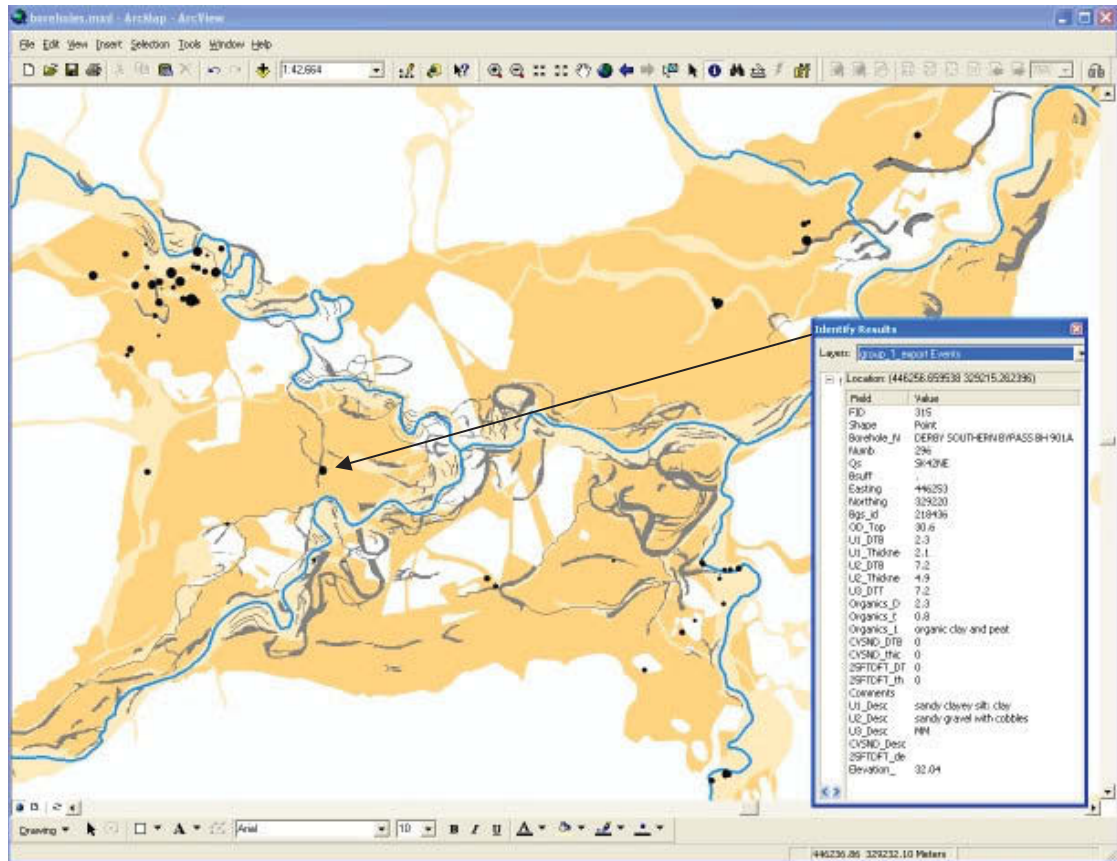 boreholes.mxd - ArcMap - ArcView
File Edit View Insert Selection Tools Window Help
1:42,664
Identify Results
Layers: group_1_export Events
Location: (446256.659538 329215.262396)
Field Value
FID 315
Shape Point
Borehole_N DERBY SOUTHERN BYPASS BH 901A
Numb 296
Qs SK42NE
Bsuff .
Easting 446253
Northing 329220
Bgs_id 218436
OD_Top 30.6
U1_DTB 2.3
U1_Thickne 2.1
U2_DTB 7.2
U2_Thickne 4.9
U3_DTT 7.2
Organics_D 2.3
Organics_t 0.8
Organics_1 organic clay and peat
CVSND_DTB 0
CVSND_thic 0
2SFTDFT_DT 0
2SFTDFT_th 0
Comments
U1_Desc sandy clayey silt: clay
U2_Desc sandy gravel with cobbles
U3_Desc MM
CVSND_Desc
2SFTDFT_de
Elevation_ 32.04
Drawing A Arial 10 B I U A
446236.86 329232.10 Meters